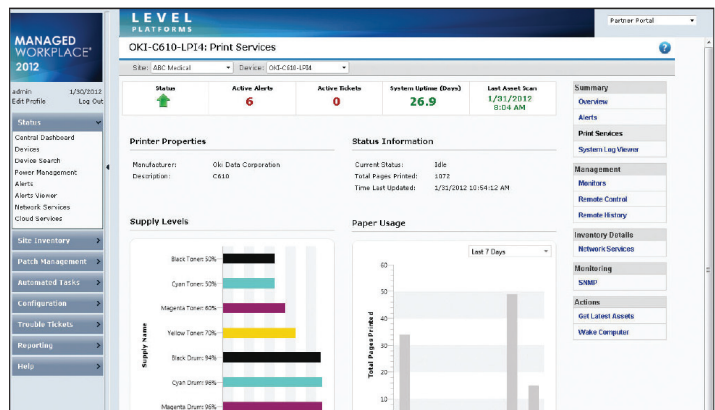 LEVEL
PLATFORMS
Partner Portal
MANAGED
WORKPLACE
2012
OKI-C610-LPI4: Print Services
Site: ABC Medical Device: OKI-C610-LPI4
admin 1/30/2012
Edit Profile Log Out
Status
Central Dashboard
Devices
Device Search
Power Management
Alerts
Alerts Viewer
Network Services
Cloud Services
Site Inventory
Patch Management
Automated Tasks
Configuration
Trouble Tickets
Reporting
Help
Status Active Alerts Active Tickets System Uptime (Days) Last Asset Scan
6 0 26.9 1/31/2012
8:04 AM
Printer Properties
Manufacturer: Oki Data Corporation
Description: C610
Status Information
Current Status: Idle
Total Pages Printed: 1072
Time Last Updated: 1/31/2012 10:54:12 AM
Supply Levels
Supply Name
Black Toner: 50%
Cyan Toner: 50%
Magenta Toner: 60%
Yellow Toner: 70%
Black Drum: 94%
Cyan Drum: 96%
Magenta Drum: 96%
Paper Usage
Last 7 Days
Total Pages Printed
60
50
40
30
20
10
Summary
Overview
Alerts
Print Services
System Log Viewer
Management
Monitors
Remote Control
Remote History
Inventory Details
Network Services
Monitoring
SNMP
Actions
Get Latest Assets
Wake Computer